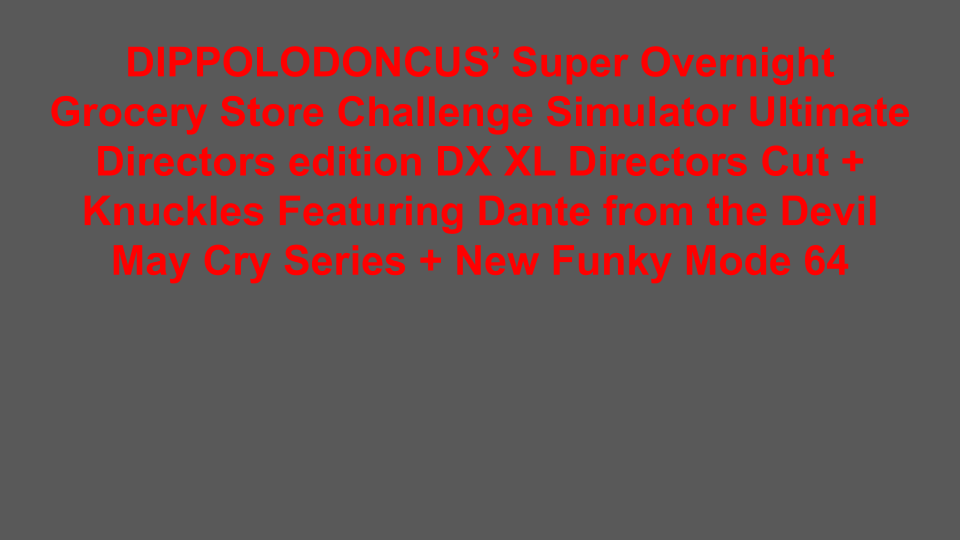 DIPPOLODONCUS’ Super Overnight
Grocery Store Challenge Simulator Ultimate
Directors edition DX XL Directors Cut +
Knuckles Featuring Dante from the Devil
May Cry Series + New Funky Mode 64